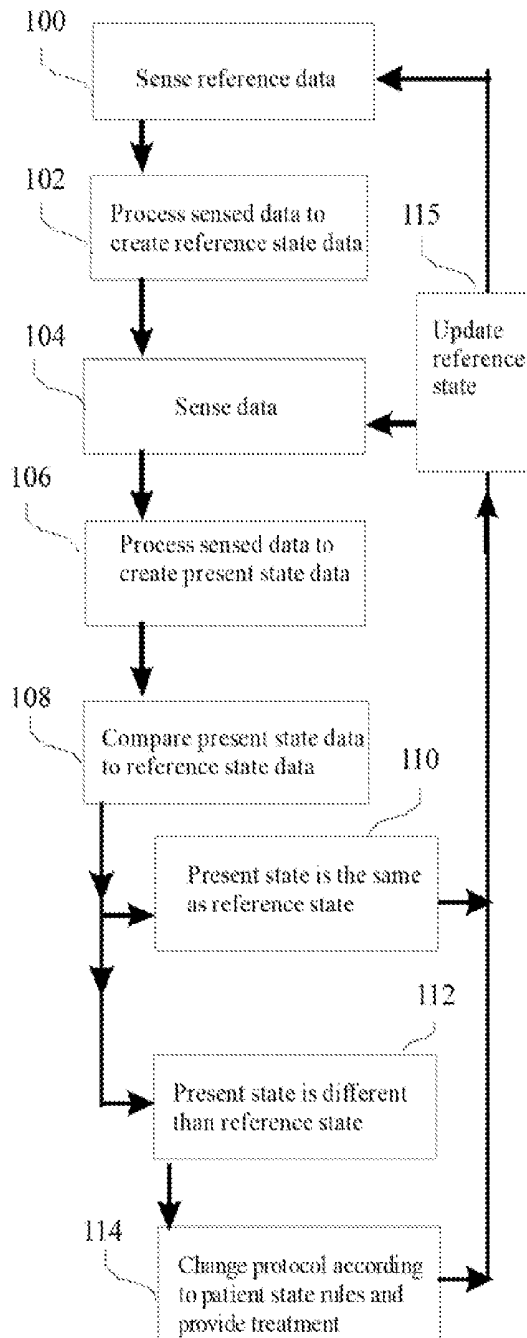 100
Sense reference data
102
Process sensed data to
create reference state data
115
Update
reference
state
104
Sense data
106
Process sensed data to
create present state data
108
Compare present state data
to reference state data
110
Present state is the same
as reference state
112
Present state is different
than reference state
114
Change protocol according
to patient state rules and
provide treatment